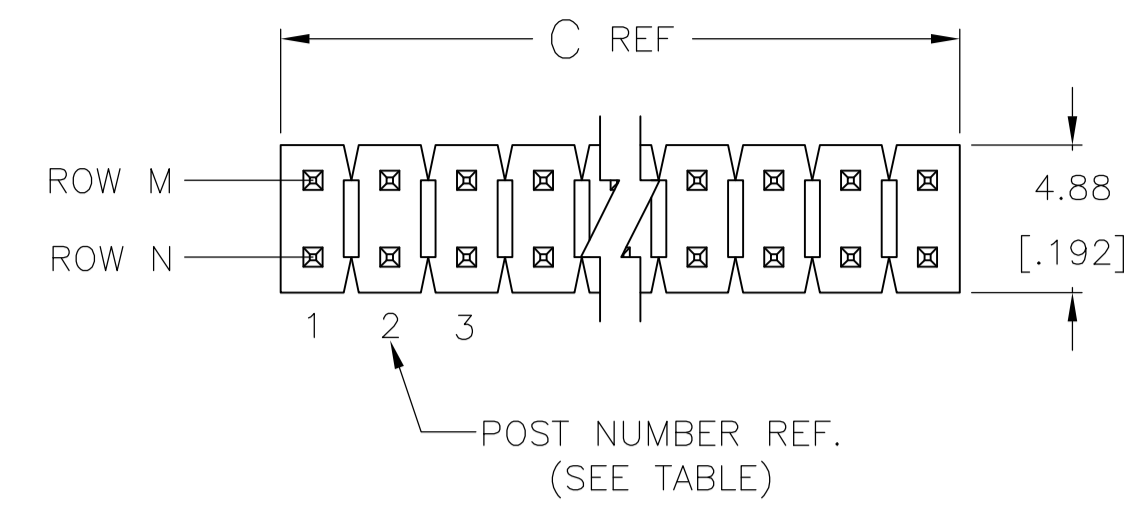 C REF
ROW M
ROW N
4.88
[.192]
1 2 3
POST NUMBER REF.
(SEE TABLE)